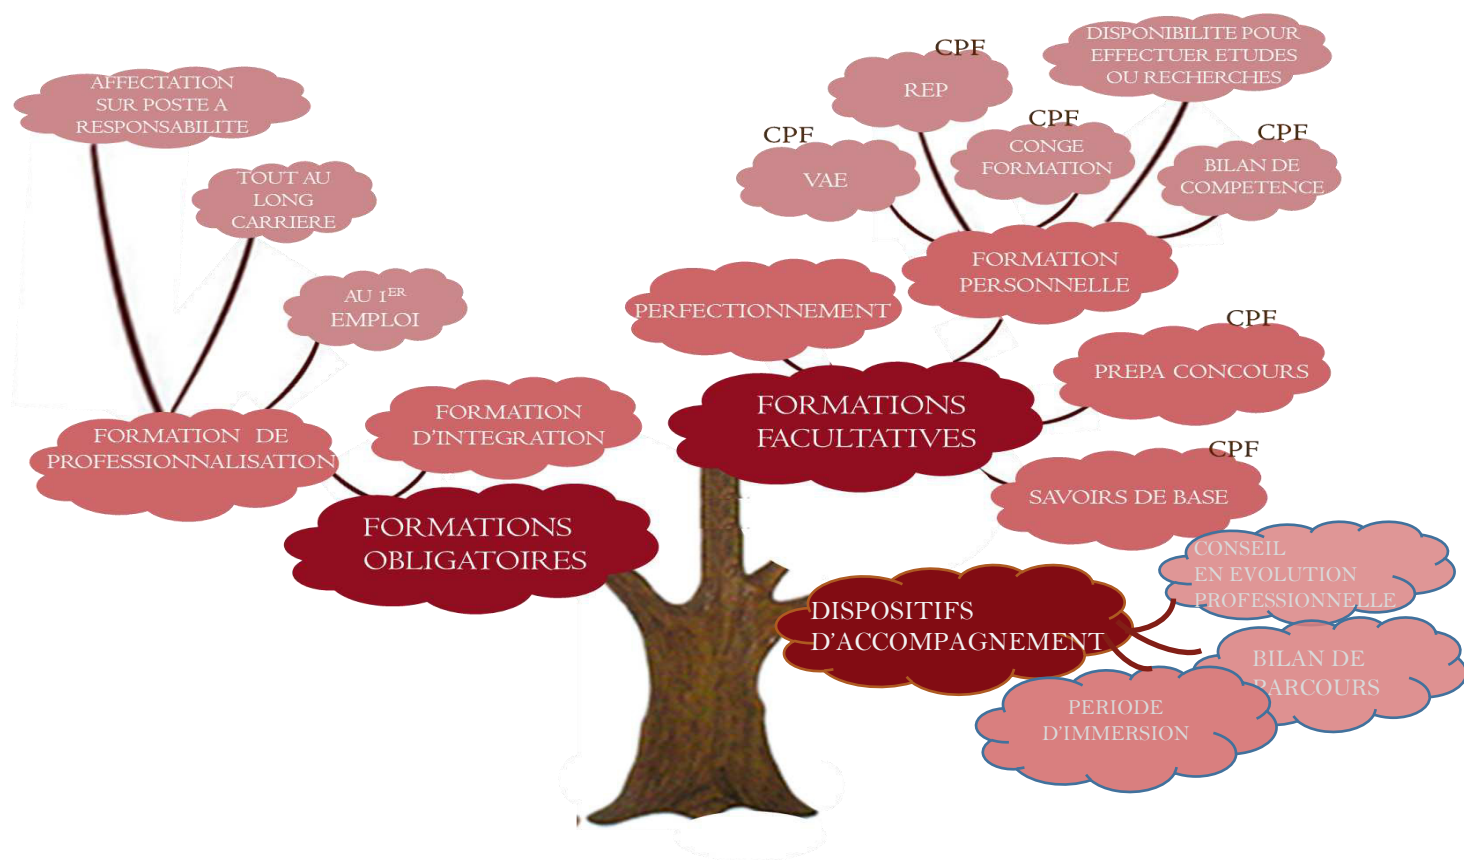 AFFECTATION
SUR POSTE A
RESPONSABILITE
TOUT AU
LONG
CARRIERE
AU 1ER
EMPLOI
FORMATION DE
PROFESSIONNALISATION
FORMATION
D'INTEGRATION
FORMATIONS
OBLIGATOIRES
CPF
REP
DISPONIBILITE POUR
EFFECTUER ETUDES
OU RECHERCHES
CPF
VAE
CPF
CONGE
FORMATION
CPF
BILAN DE
COMPETENCE
FORMATION
PERSONNELLE
PERFECTIONNEMENT
CPF
PREPA CONCOURS
FORMATIONS
FACULTATIVES
CPF
SAVOIRS DE BASE
DISPOSITIFS
D'ACCOMPAGNEMENT
CONSEIL
EN EVOLUTION
PROFESSIONNELLE
BILAN DE
PARCOURS
PERIODE
D'IMMERSION